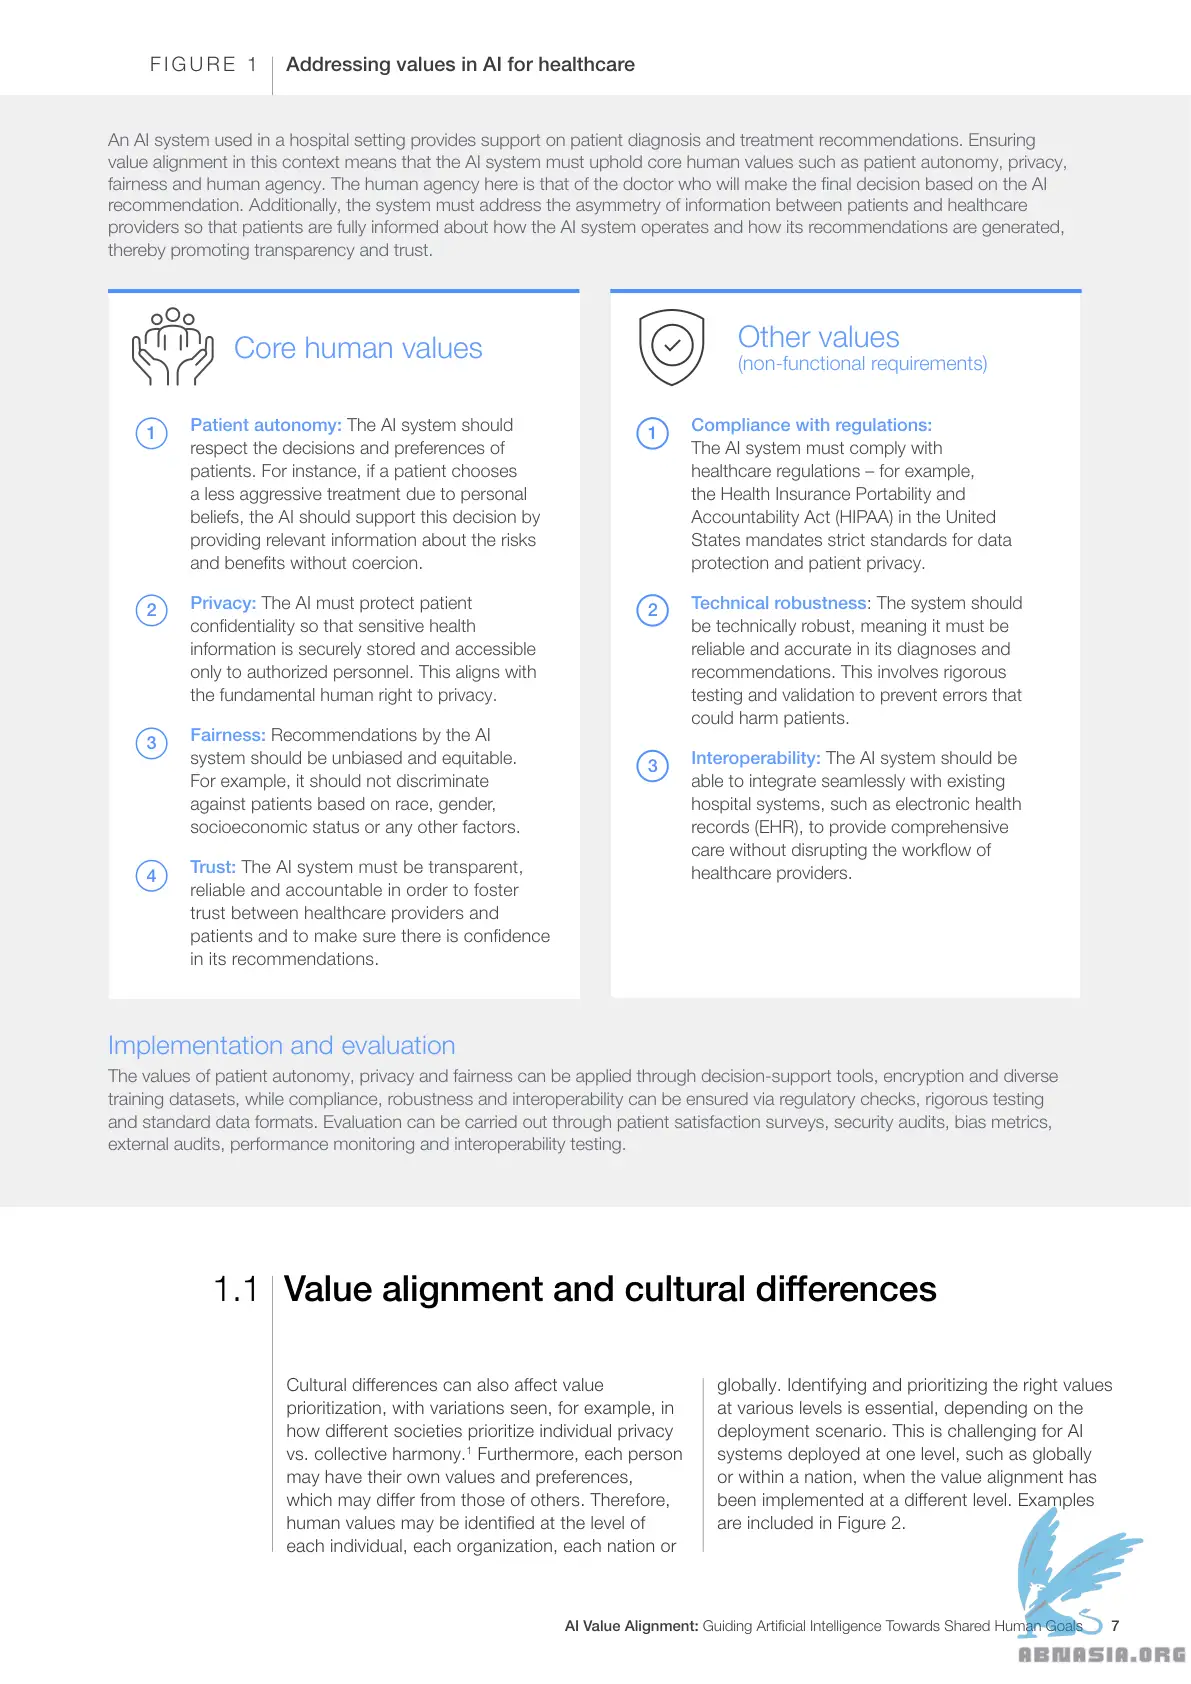 FIGURE 1
Addressing values in AI for healthcare
An AI system used in a hospital setting provides support on patient diagnosis and treatment recommendations. Ensuring
value alignment in this context means that the AI system must uphold core human values such as patient autonomy, privacy,
fairness and human agency. The human agency here is that of the doctor who will make the final decision based on the AI
recommendation. Additionally, the system must address the asymmetry of information between patients and healthcare
providers so that patients are fully informed about how the AI system operates and how its recommendations are generated,
thereby promoting transparency and trust.
Core human values
1
Patient autonomy: The AI system should
respect the decisions and preferences of
patients. For instance, if a patient chooses
a less aggressive treatment due to personal
beliefs, the AI should support this decision by
providing relevant information about the risks
and benefits without coercion.
2
Privacy: The AI must protect patient
confidentiality so that sensitive health
information is securely stored and accessible
only to authorized personnel. This aligns with
the fundamental human right to privacy.
3
Fairness: Recommendations by the AI
system should be unbiased and equitable.
For example, it should not discriminate
against patients based on race, gender,
socioeconomic status or any other factors.
4
Trust: The AI system must be transparent,
reliable and accountable in order to foster
trust between healthcare providers and
patients and to make sure there is confidence
in its recommendations.
Other values
(non-functional requirements)
1
Compliance with regulations:
The AI system must comply with
healthcare regulations – for example,
the Health Insurance Portability and
Accountability Act (HIPAA) in the United
States mandates strict standards for data
protection and patient privacy.
2
Technical robustness: The system should
be technically robust, meaning it must be
reliable and accurate in its diagnoses and
recommendations. This involves rigorous
testing and validation to prevent errors that
could harm patients.
3
Interoperability: The AI system should be
able to integrate seamlessly with existing
hospital systems, such as electronic health
records (EHR), to provide comprehensive
care without disrupting the workflow of
healthcare providers.
Implementation and evaluation
The values of patient autonomy, privacy and fairness can be applied through decision-support tools, encryption and diverse
training datasets, while compliance, robustness and interoperability can be ensured via regulatory checks, rigorous testing
and standard data formats. Evaluation can be carried out through patient satisfaction surveys, security audits, bias metrics,
external audits, performance monitoring and interoperability testing.
1.1 Value alignment and cultural differences
Cultural differences can also affect value
prioritization, with variations seen, for example, in
how different societies prioritize individual privacy
vs. collective harmony.1 Furthermore, each person
may have their own values and preferences,
which may differ from those of others. Therefore,
human values may be identified at the level of
each individual, each organization, each nation or
globally. Identifying and prioritizing the right values
at various levels is essential, depending on the
deployment scenario. This is challenging for AI
systems deployed at one level, such as globally
or within a nation, when the value alignment has
been implemented at a different level. Examples
are included in Figure 2.
AI Value Alignment: Guiding Artificial Intelligence Towards Shared Human Goals 7
ABNASIA.ORG